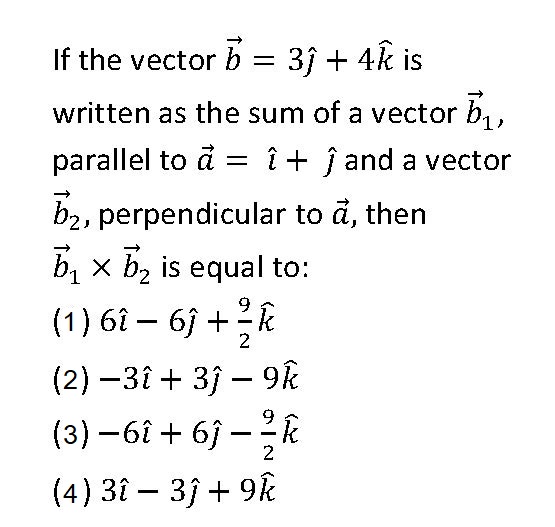 If the vector b⃗ = 3ĵ + 4k̂ is
written as the sum of a vector b⃗₁,
parallel to a⃗ = î + ĵ and a vector
b⃗₂, perpendicular to a⃗, then
b⃗₁ × b⃗₂ is equal to:
(1) 6î − 6ĵ + 9/2 k̂
(2) −3î + 3ĵ − 9k̂
(3) −6î + 6ĵ − 9/2 k̂
(4) 3î − 3ĵ + 9k̂